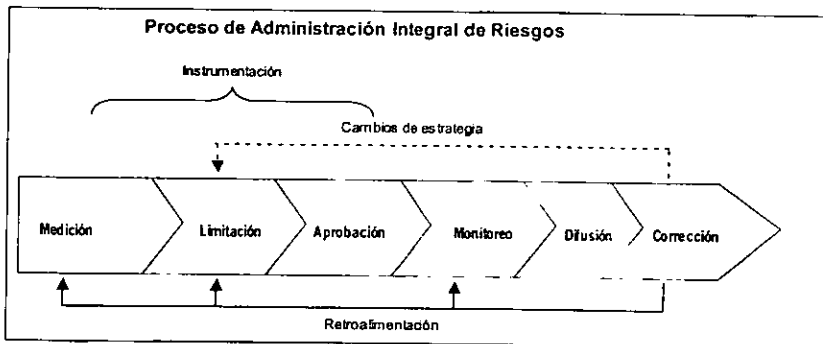 Proceso de Administración Integral de Riesgos
Instrumentación
Cambios de estrategia
Medición
Limitación
Aprobación
Monitoreo
Difusión
Corrección
Retroalimentación